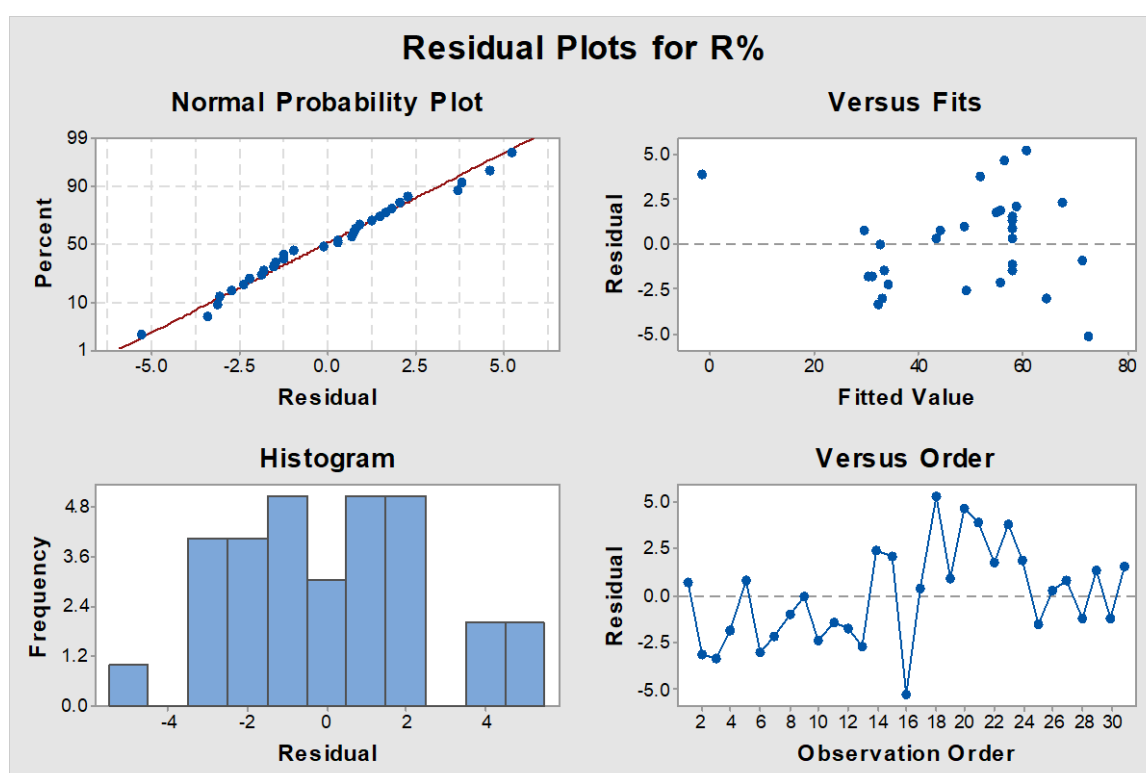 Residual Plots for R%
Normal Probability Plot
Percent
99
90
50
10
1
-5.0 -2.5 0.0 2.5 5.0
Residual
Versus Fits
Residual
5.0
2.5
0.0
-2.5
-5.0
0 20 40 60 80
Fitted Value
Histogram
Frequency
4.8
3.6
2.4
1.2
0.0
-4 -2 0 2 4
Residual
Versus Order
Residual
5.0
2.5
0.0
-2.5
-5.0
2 4 6 8 10 12 14 16 18 20 22 24 26 28 30
Observation Order